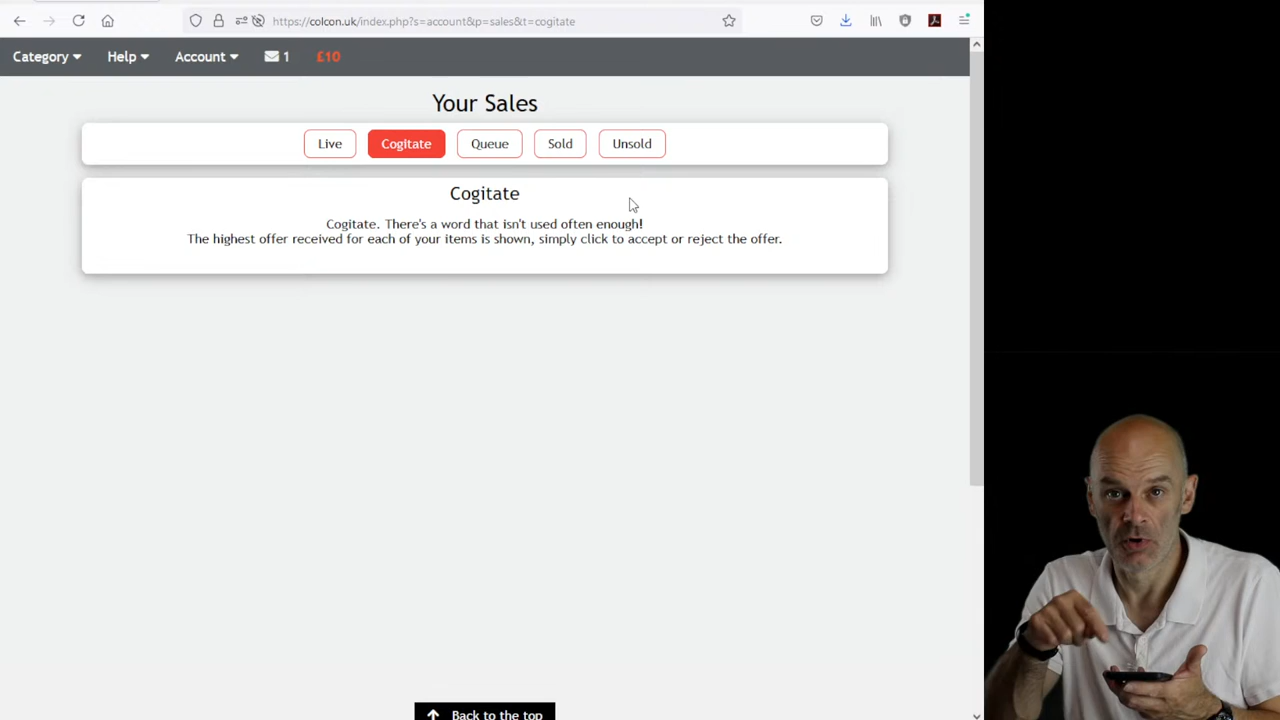 https://colcon.uk/index.php?s=account&p=sales&t=cogitate
Category Help Account 1 £10
Your Sales
Live Cogitate Queue Sold Unsold
Cogitate
Cogitate. There's a word that isn't used often enough!
The highest offer received for each of your items is shown, simply click to accept or reject the offer.
Back to the top